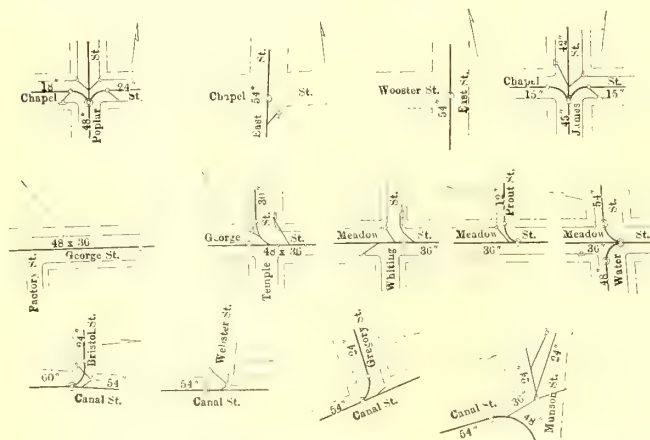 St.
18" 24"
Chapel St.
48"
Poplar
St.
Chapel 54" St.
East
Wooster St.
54"
East St.
42"
St.
Chapel St.
15" 15"
45"
James
48 x 36
George St.
Factory St.
30"
St.
George St.
48 x 36
Temple
St.
Meadow
36"
Whiting
12"
Prout St.
Meadow St.
36"
54"
St.
Meadow St.
36"
48"
Water
24"
Bristol St.
60" 54"
Canal St.
Webster St.
54"
Canal St.
24"
Gregory St.
54"
Canal St.
24"
24"
36"
48"
Munson St.
Canal St.
54"